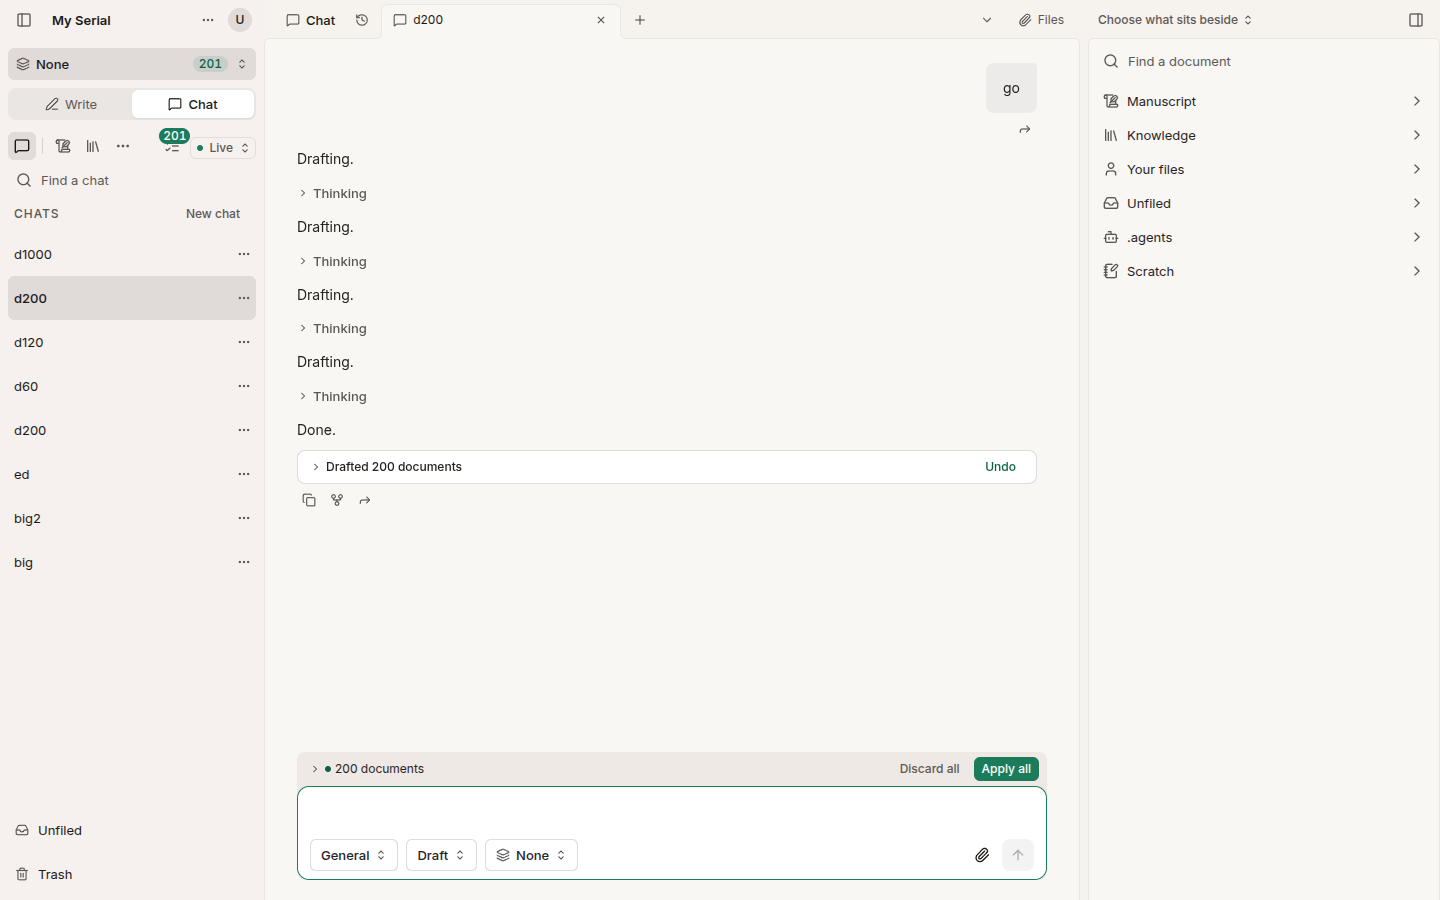 My Serial
U
None
201
Write
Chat
201
Live
Find a chat
CHATS
New chat
d1000
d200
d120
d60
d200
ed
big2
big
Unfiled
Trash
Chat
d200
Files
go
Drafting.
Thinking
Drafting.
Thinking
Drafting.
Thinking
Drafting.
Thinking
Done.
Drafted 200 documents
Undo
200 documents
Discard all
Apply all
General
Draft
None
Choose what sits beside
Find a document
Manuscript
Knowledge
Your files
Unfiled
.agents
Scratch